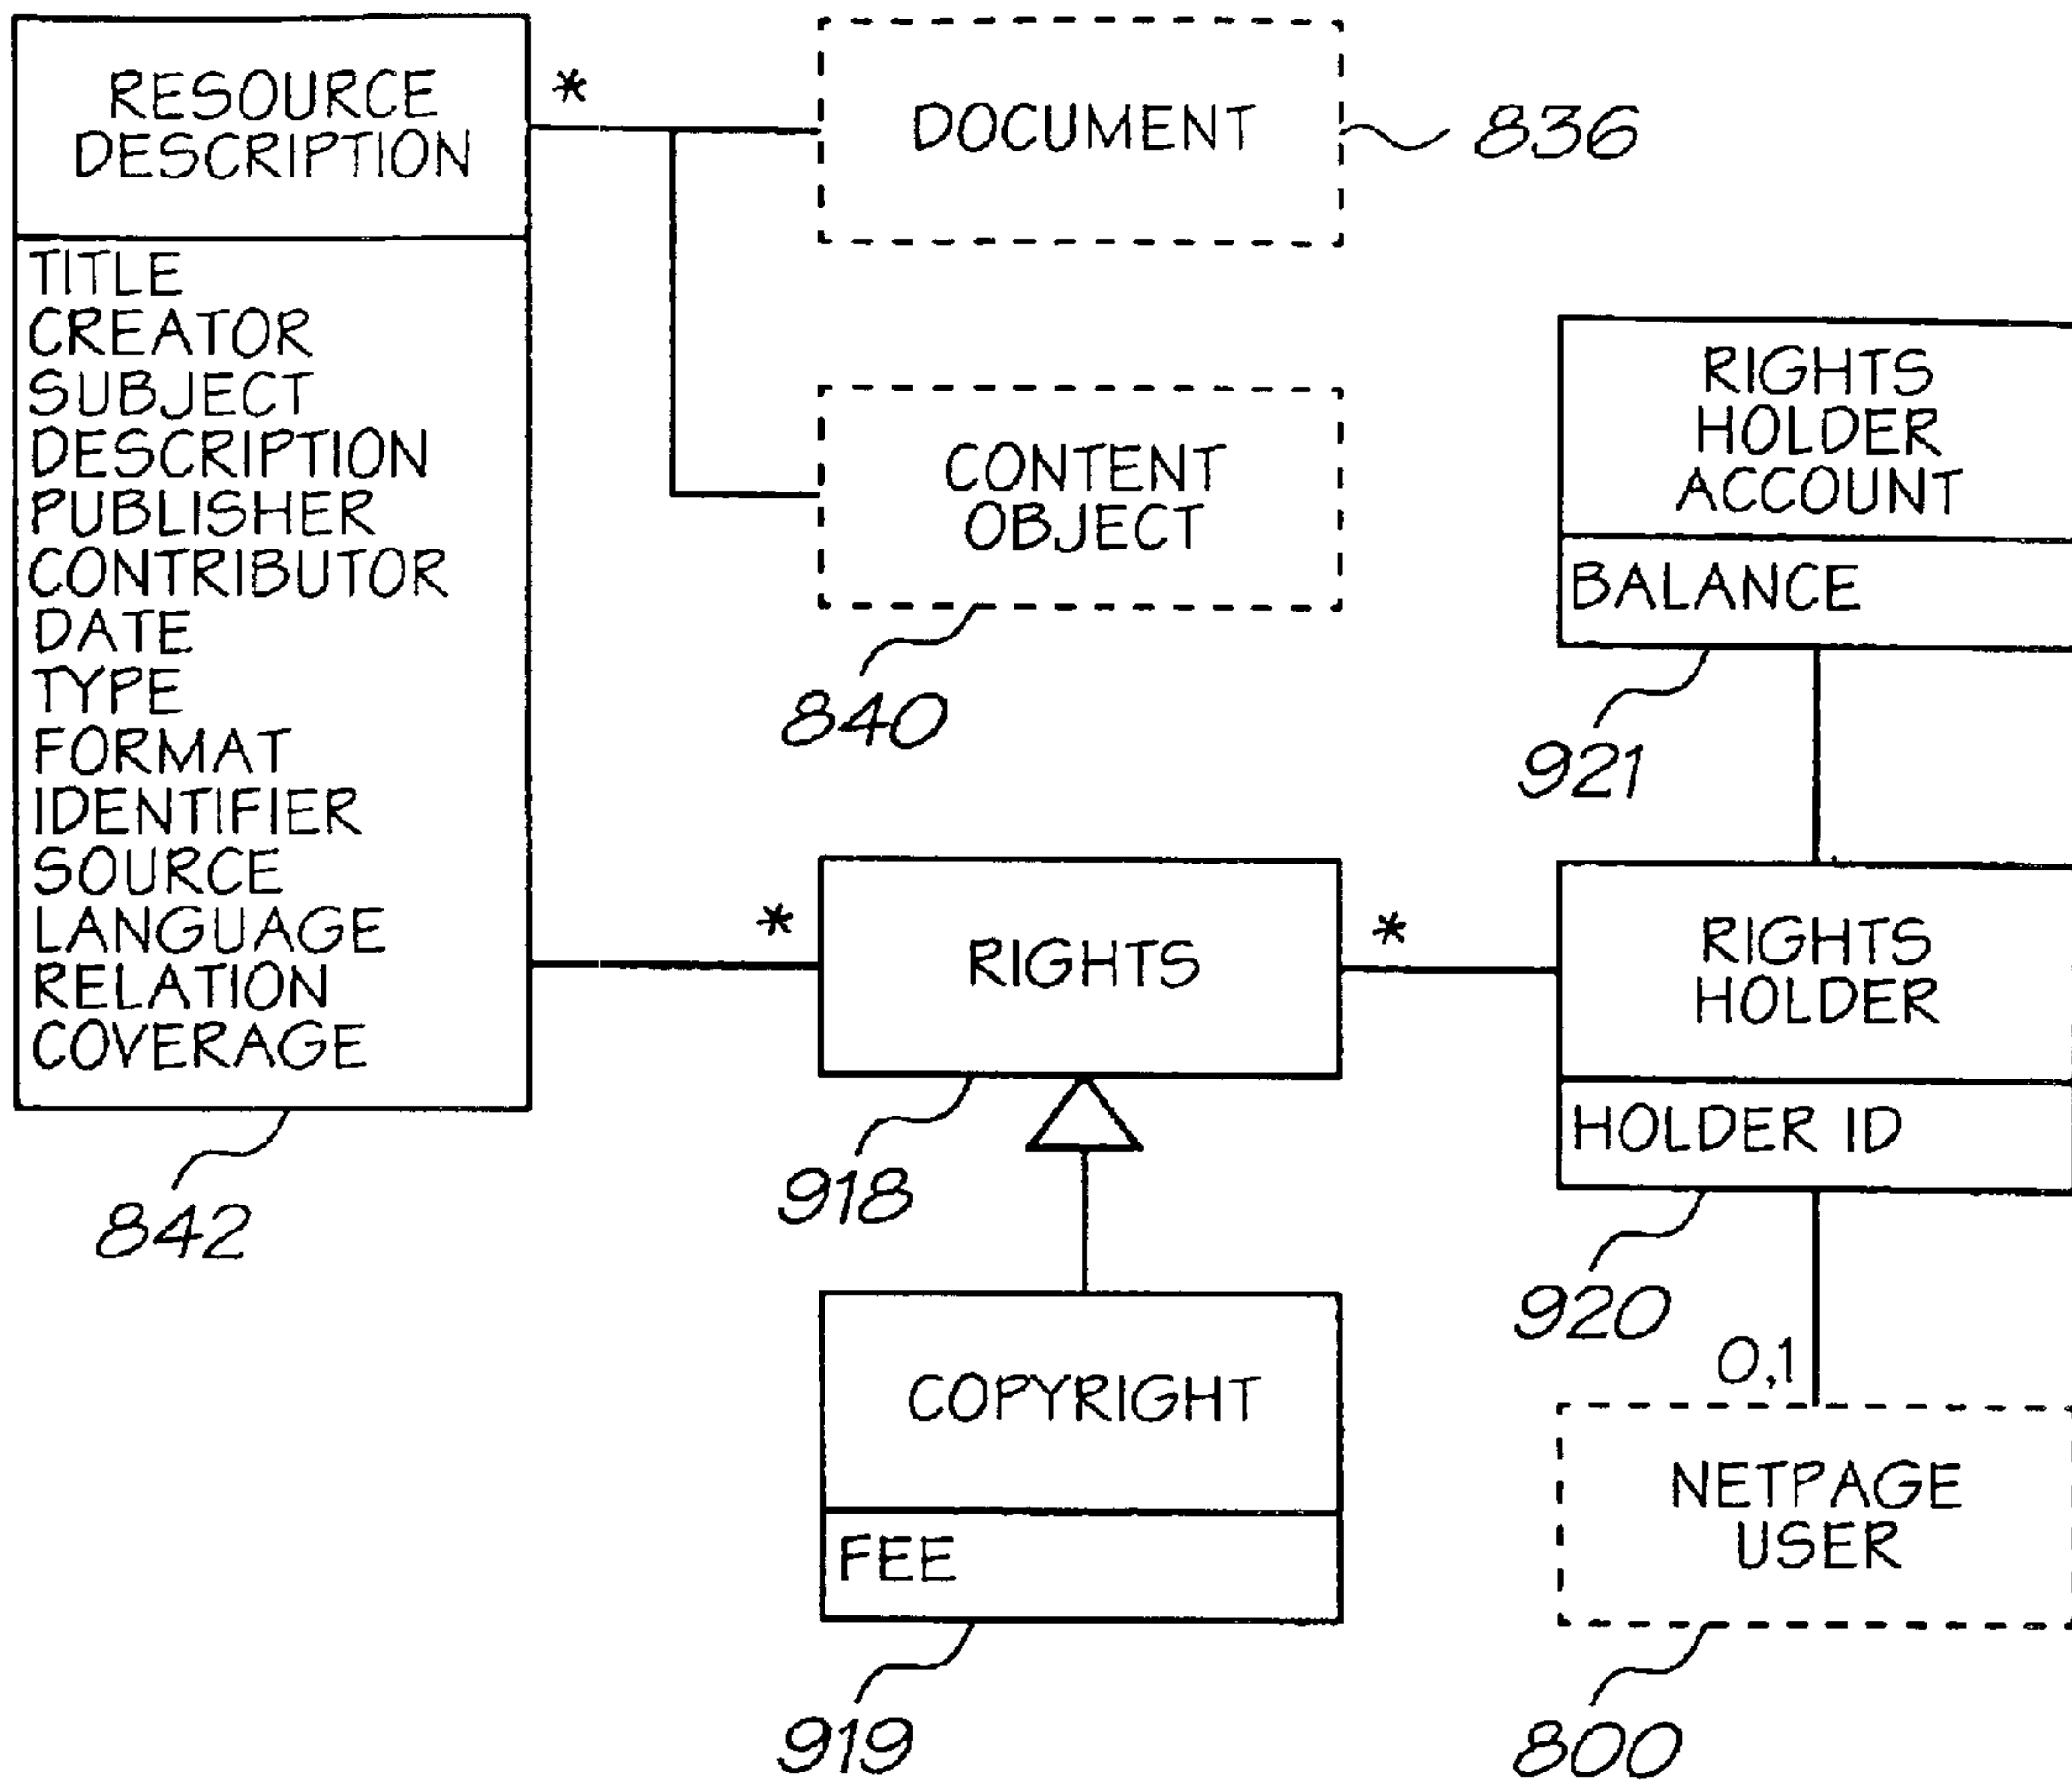 RESOURCE
DESCRIPTION
TITLE
CREATOR
SUBJECT
DESCRIPTION
PUBLISHER
CONTRIBUTOR
DATE
TYPE
FORMAT
IDENTIFIER
SOURCE
LANGUAGE
RELATION
COVERAGE
842
*
DOCUMENT
836
CONTENT
OBJECT
840
*
RIGHTS
*
918
COPYRIGHT
FEE
919
RIGHTS
HOLDER
ACCOUNT
BALANCE
921
RIGHTS
HOLDER
HOLDER ID
920
0,1
NETPAGE
USER
800